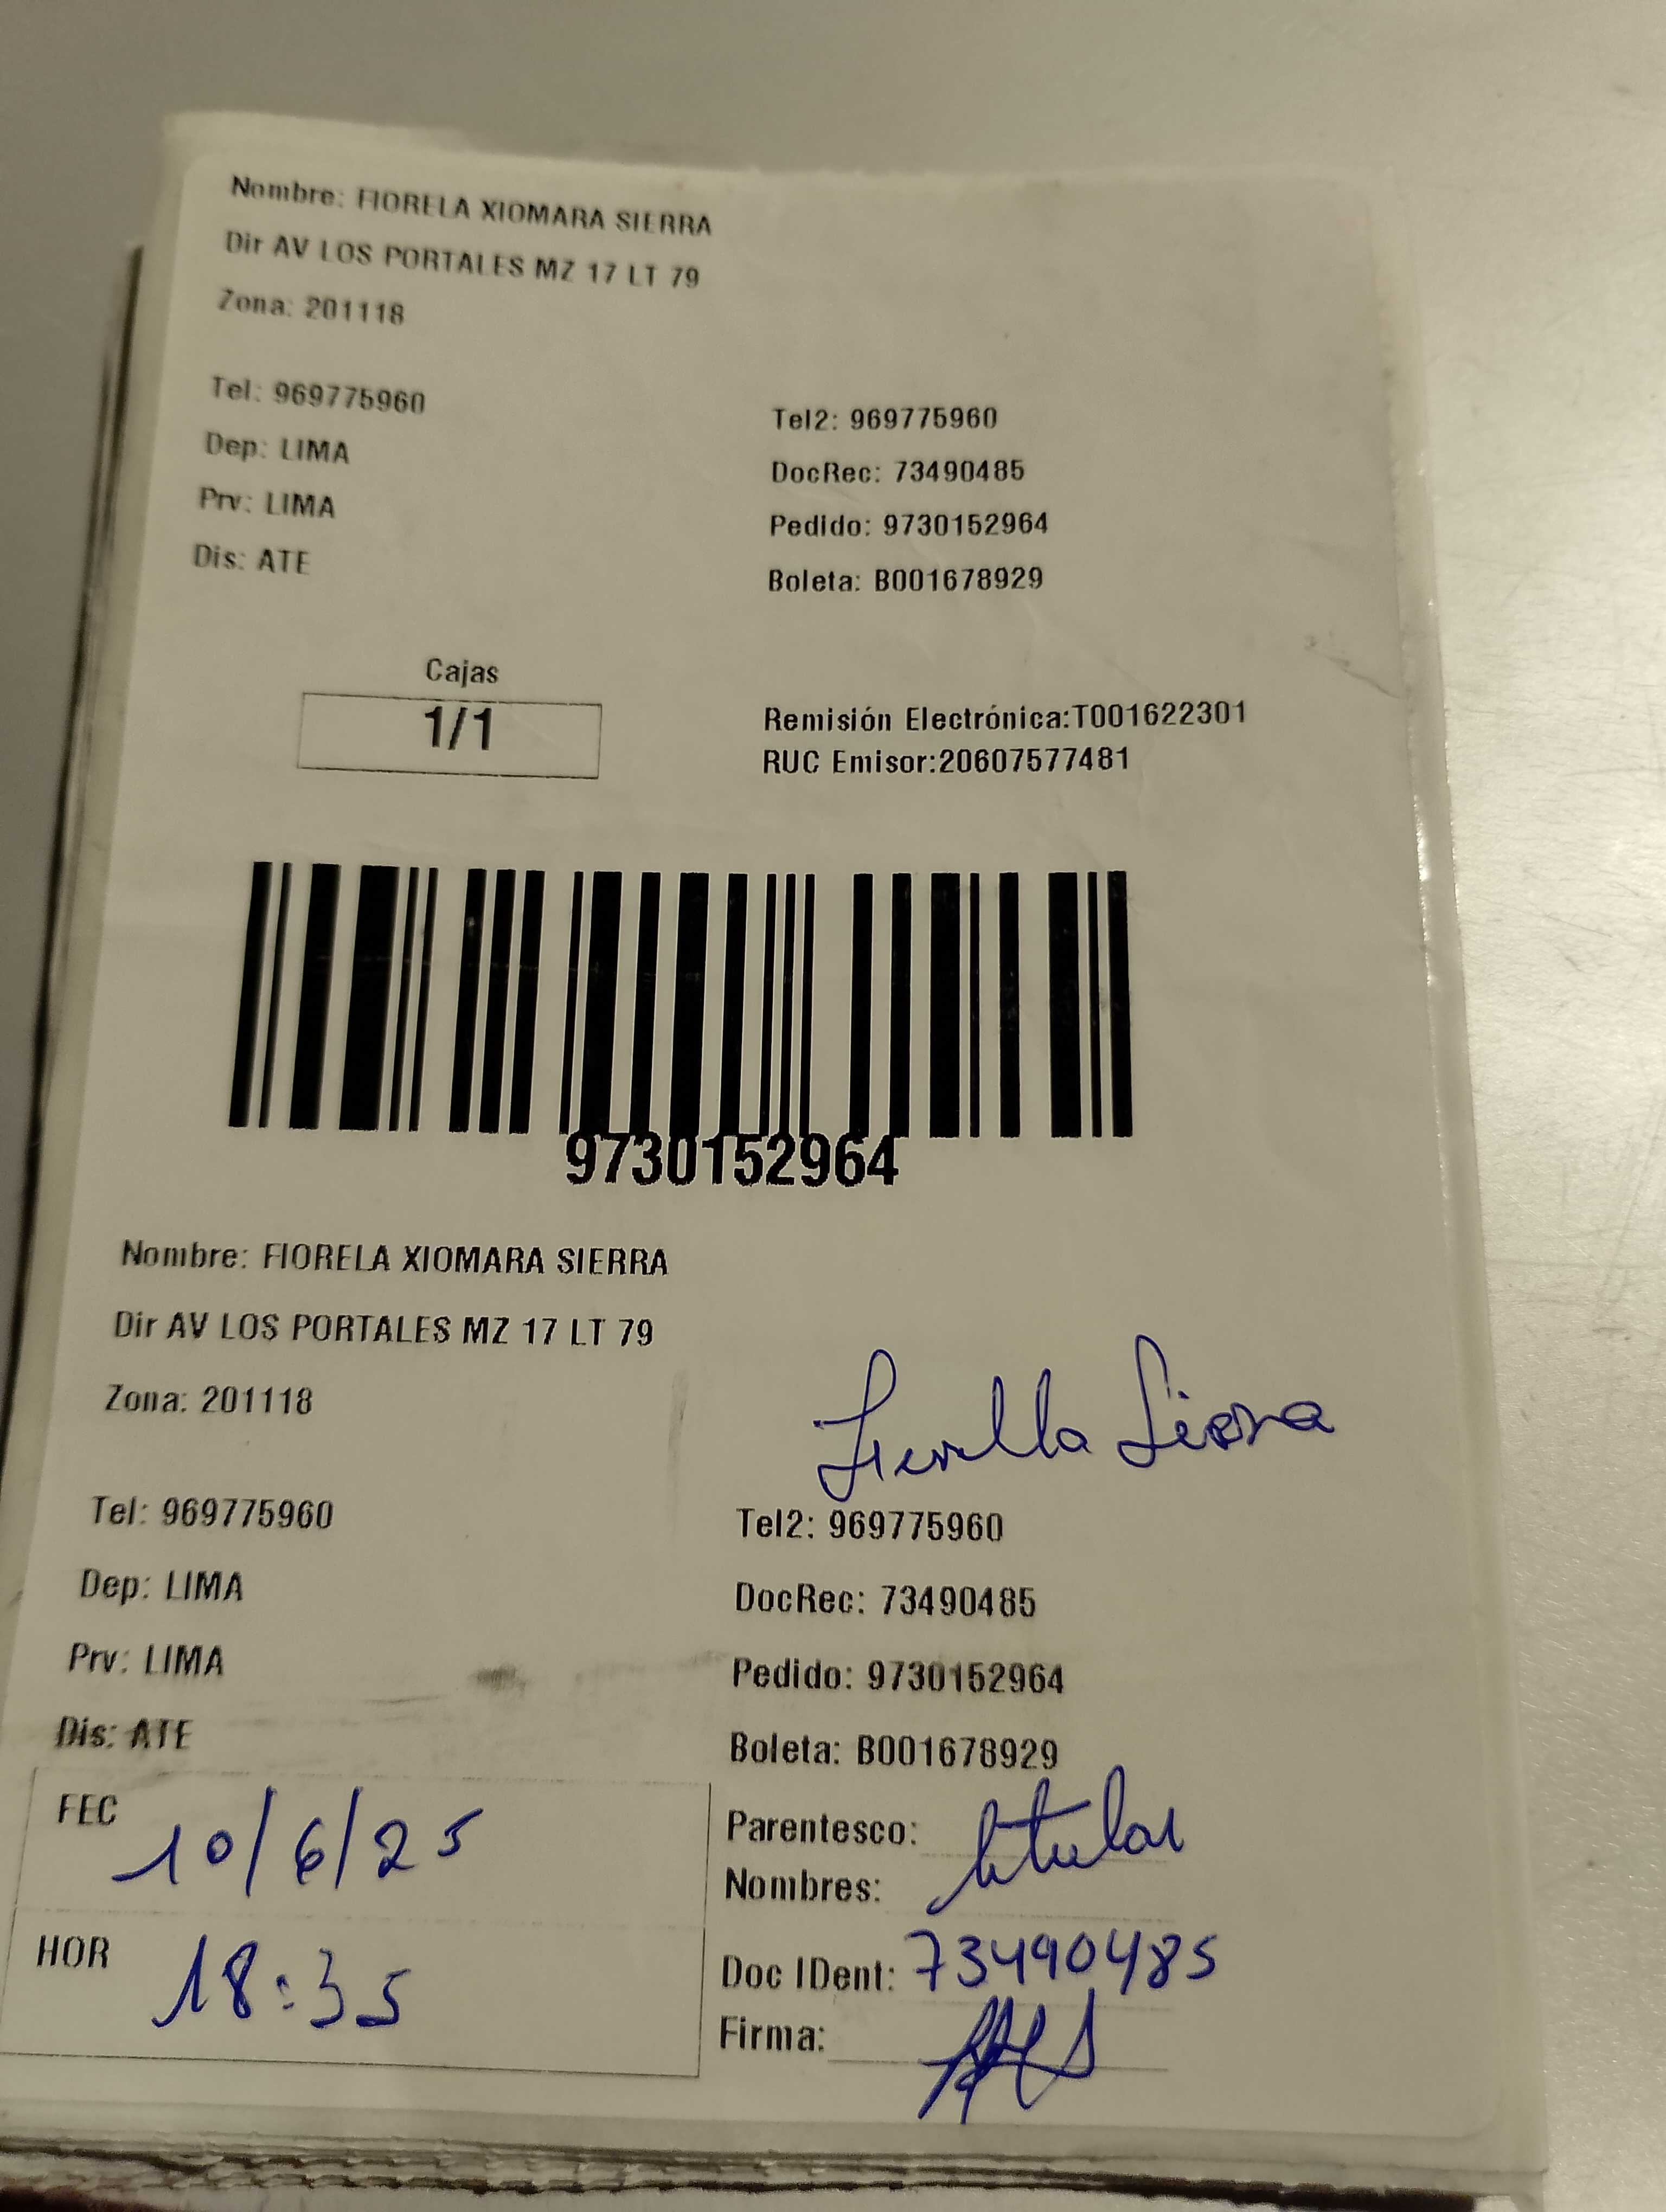 Nombre: FIORELA XIOMARA SIERRA
Dir AV LOS PORTALES MZ 17 LT 79
Zona: 201118
Tel: 969775960 Tel2: 969775960
Dep: LIMA DocRec: 73490485
Prv: LIMA Pedido: 9730152964
Dis: ATE Boleta: B001678929
Cajas
1/1
Remisión Electrónica:T001622301
RUC Emisor:20607577481
9730152964
Nombre: FIORELA XIOMARA SIERRA
Dir AV LOS PORTALES MZ 17 LT 79
Zona: 201118
Fiorella Sierra
Tel: 969775960 Tel2: 969775960
Dep: LIMA DocRec: 73490485
Prv: LIMA Pedido: 9730152964
Dis: ATE Boleta: B001678929
FEC 10/6/25
Parentesco: titular
Nombres:
HOR 18:35
Doc IDent: 73490485
Firma: